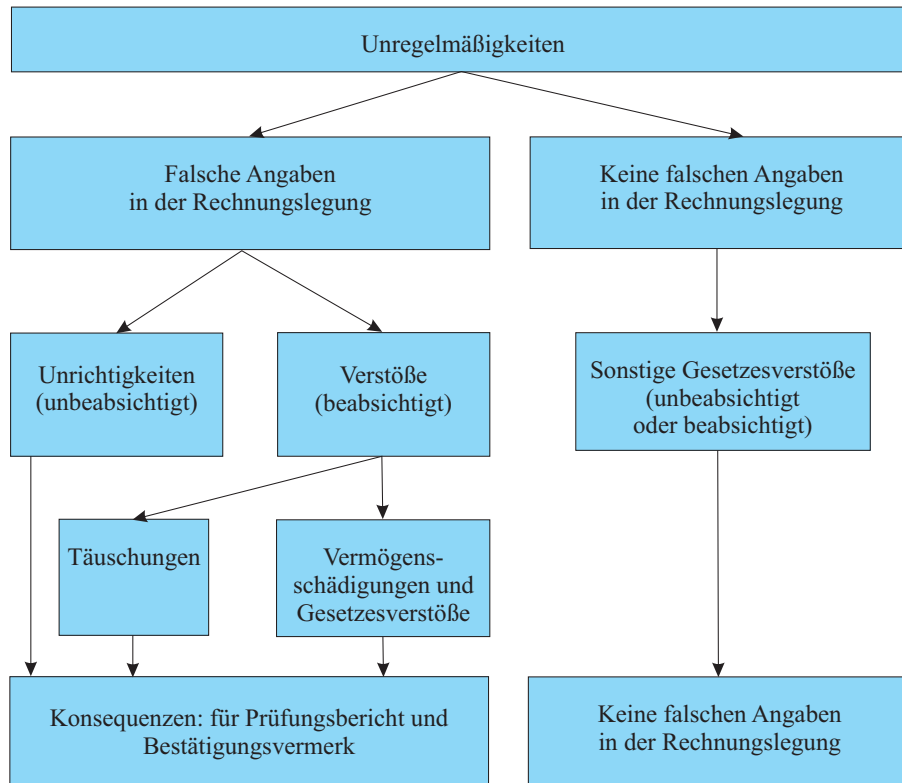 Unregelmäßigkeiten
Falsche Angaben
in der Rechnungslegung
Keine falschen Angaben
in der Rechnungslegung
Unrichtigkeiten
(unbeabsichtigt)
Verstöße
(beabsichtigt)
Sonstige Gesetzesverstöße
(unbeabsichtigt
oder beabsichtigt)
Täuschungen
Vermögens-
schädigungen und
Gesetzesverstöße
Konsequenzen: für Prüfungsbericht und
Bestätigungsvermerk
Keine falschen Angaben
in der Rechnungslegung